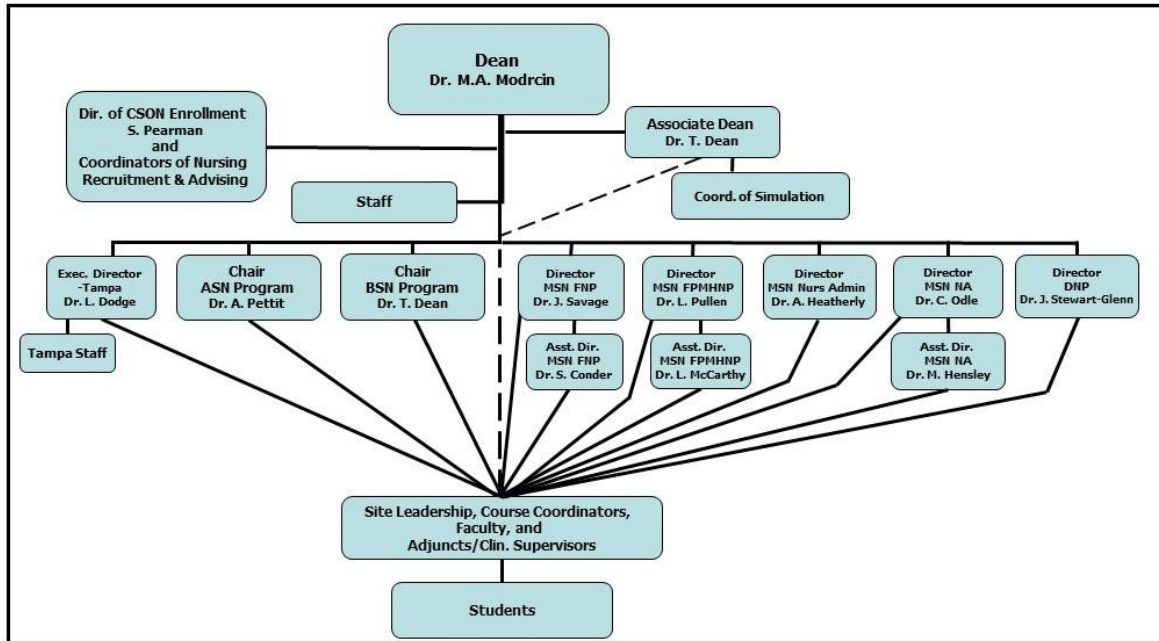 Dean
Dr. M.A. Modrcin
Dir. of CSON Enrollment
S. Pearman
and
Coordinators of Nursing
Recruitment & Advising
Associate Dean
Dr. T. Dean
Staff
Coord. of Simulation
Exec. Director
-Tampa
Dr. L. Dodge
Chair
ASN Program
Dr. A. Pettit
Chair
BSN Program
Dr. T. Dean
Director
MSN FNP
Dr. J. Savage
Director
MSN FPMHNP
Dr. L. Pullen
Director
MSN Nurs Admin
Dr. A. Heatherly
Director
MSN NA
Dr. C. Odle
Director
DNP
Dr. J. Stewart-Glenn
Tampa Staff
Asst. Dir.
MSN FNP
Dr. S. Conder
Asst. Dir.
MSN FPMHNP
Dr. L. McCarthy
Asst. Dir.
MSN NA
Dr. M. Hensley
Site Leadership, Course Coordinators,
Faculty, and
Adjuncts/Clin. Supervisors
Students